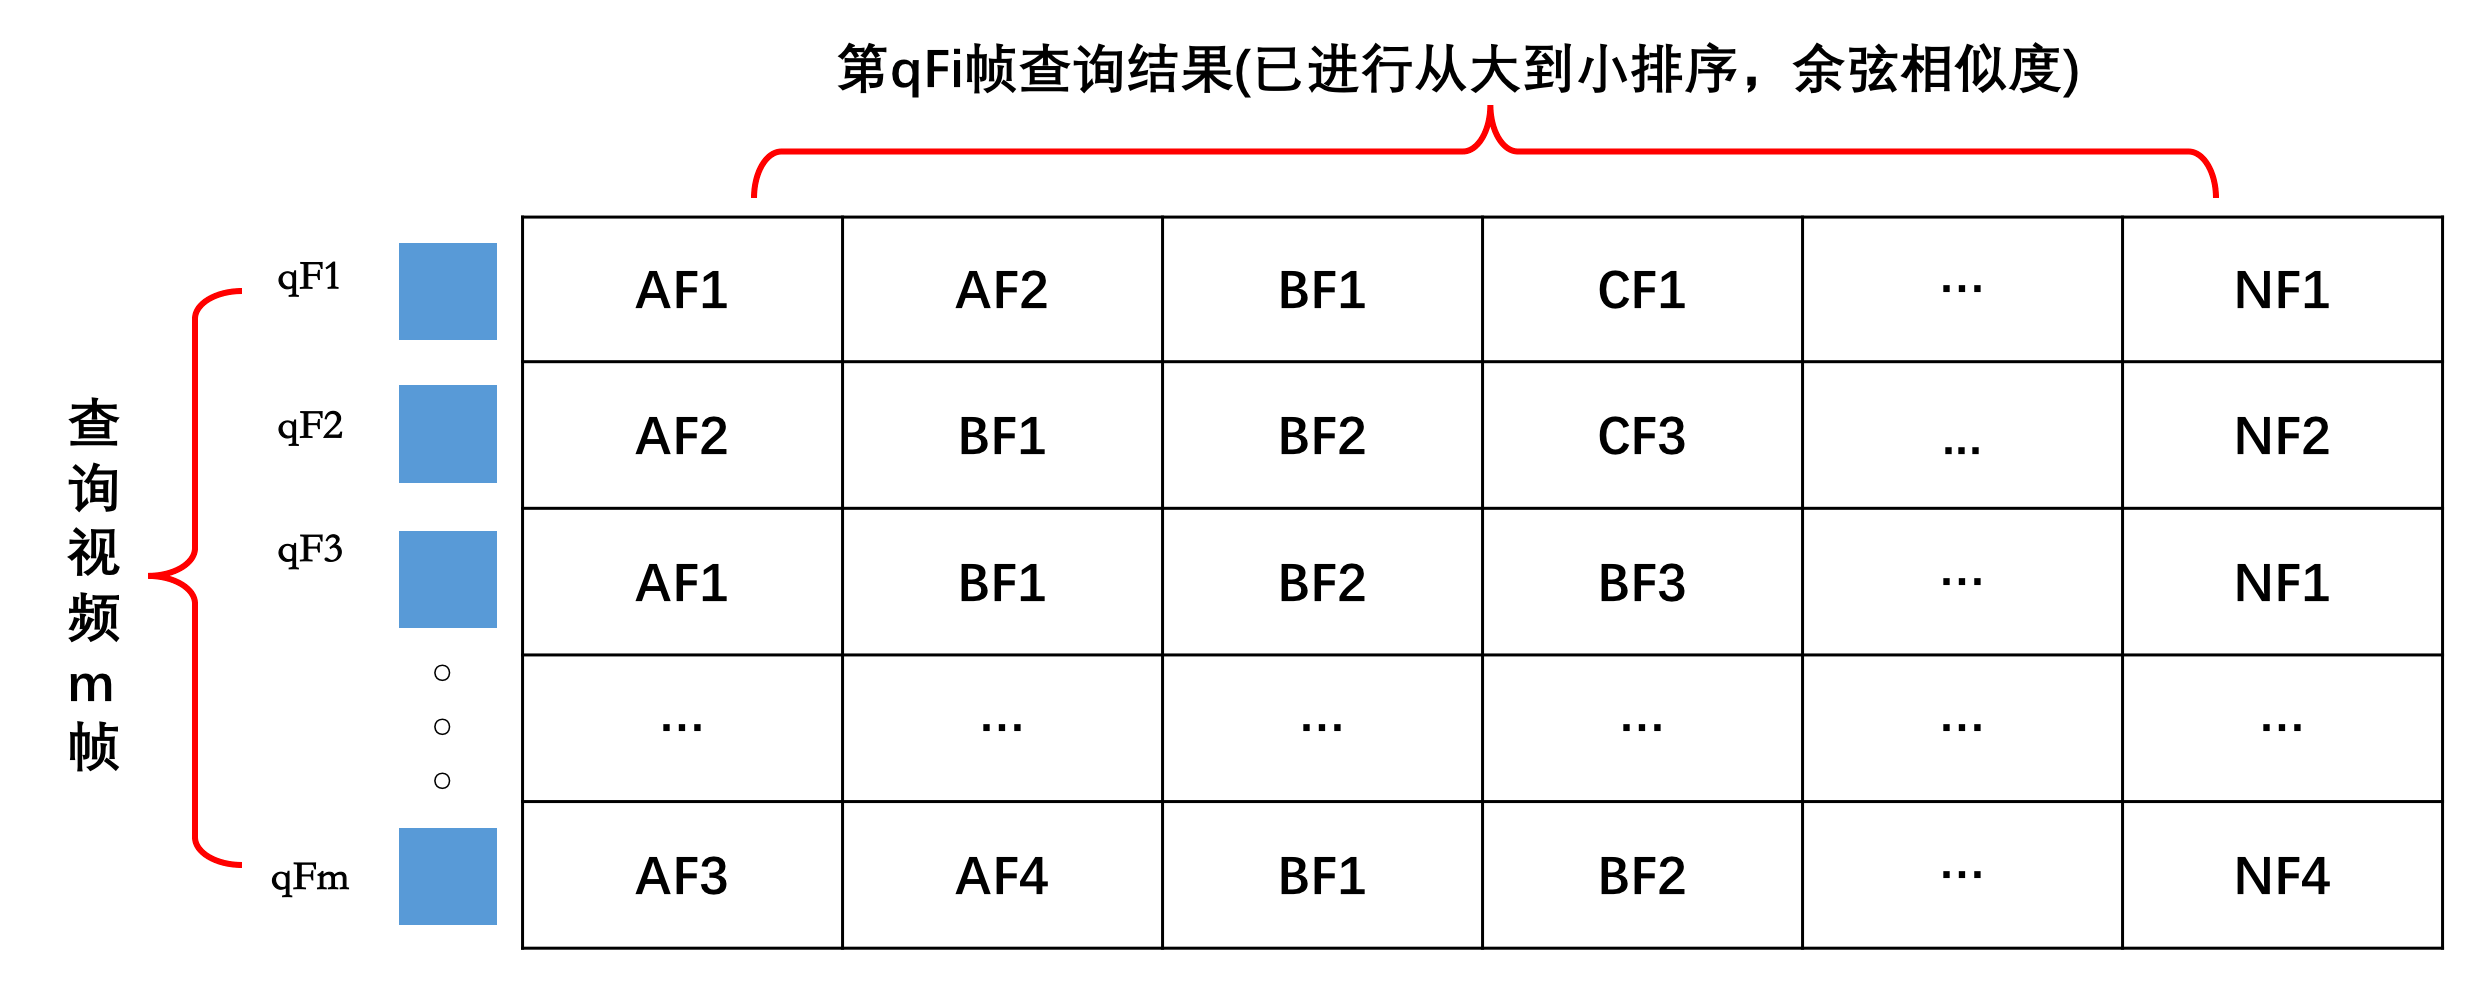 第qFi帧查询结果(已进行从大到小排序，余弦相似度)
查询视频m帧
qF1 AF1 AF2 BF1 CF1 ... NF1
qF2 AF2 BF1 BF2 CF3 ... NF2
qF3 AF1 BF1 BF2 BF3 ... NF1
... ... ... ... ... ...
qFm AF3 AF4 BF1 BF2 ... NF4